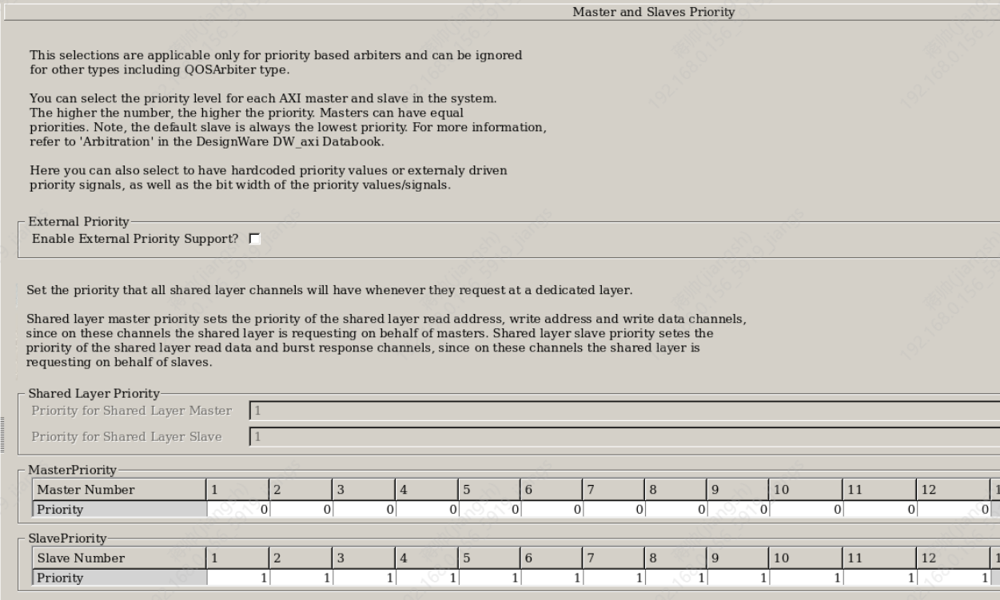 Master and Slaves Priority
This selections are applicable only for priority based arbiters and can be ignored
for other types including QOSArbiter type.
You can select the priority level for each AXI master and slave in the system.
The higher the number, the higher the priority. Masters can have equal
priorities. Note, the default slave is always the lowest priority. For more information,
refer to 'Arbitration' in the DesignWare DW_axi Databook.
Here you can also select to have hardcoded priority values or externaly driven
priority signals, as well as the bit width of the priority values/signals.
External Priority
Enable External Priority Support?
Set the priority that all shared layer channels will have whenever they request at a dedicated layer.
Shared layer master priority sets the priority of the shared layer read address, write address and write data channels,
since on these channels the shared layer is requesting on behalf of masters. Shared layer slave priority setes the
priority of the shared layer read data and burst response channels, since on these channels the shared layer is
requesting on behalf of slaves.
Shared Layer Priority
Priority for Shared Layer Master 1
Priority for Shared Layer Slave 1
MasterPriority
Master Number 1 2 3 4 5 6 7 8 9 10 11 12 1
Priority 0 0 0 0 0 0 0 0 0 0 0 0
SlavePriority
Slave Number 1 2 3 4 5 6 7 8 9 10 11 12 1
Priority 1 1 1 1 1 1 1 1 1 1 1 1